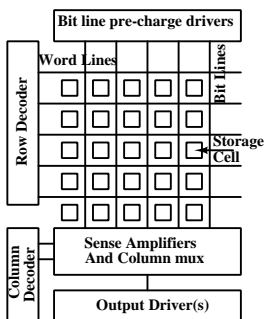 Bit line pre-charge drivers
Word Lines
Bit Lines
Row Decoder
Storage
Cell
Column
Decoder
Sense Amplifiers
And Column mux
Output Driver(s)